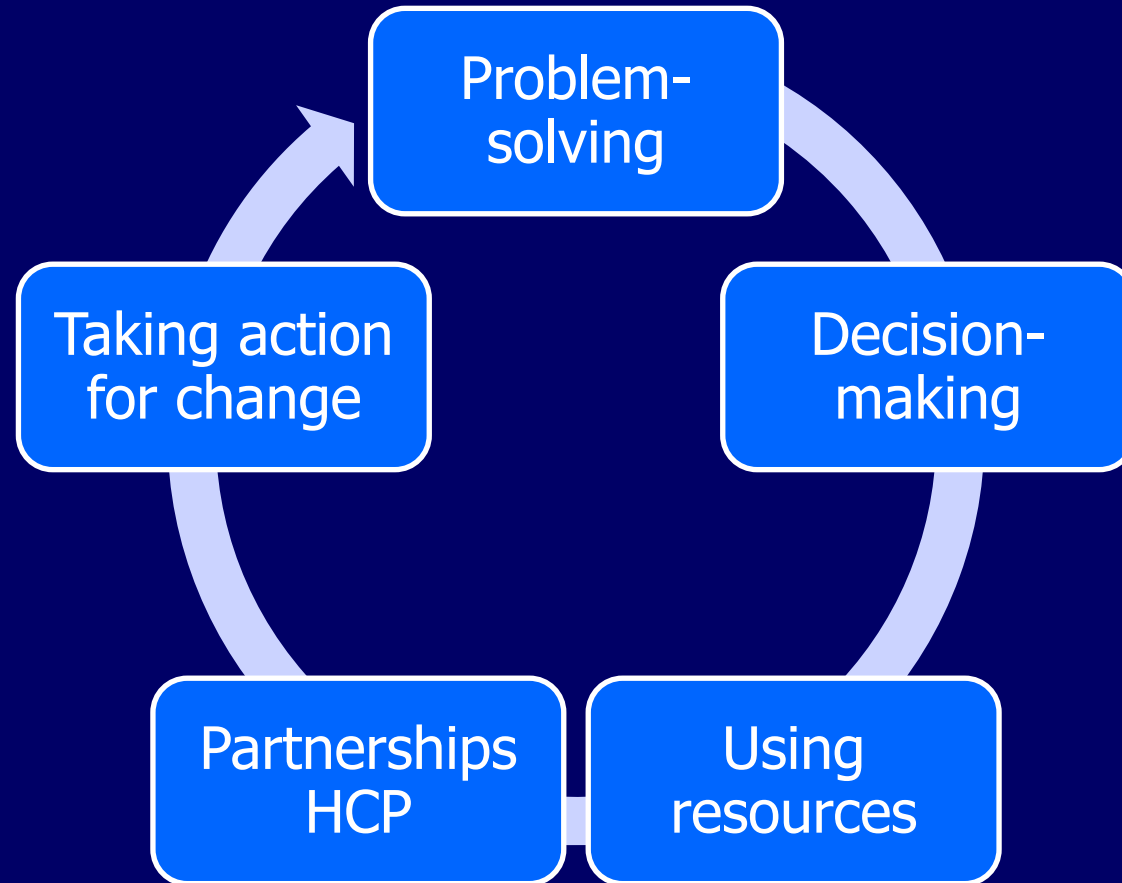 Problem-
solving
Decision-
making
Using
resources
Partnerships
HCP
Taking action
for change